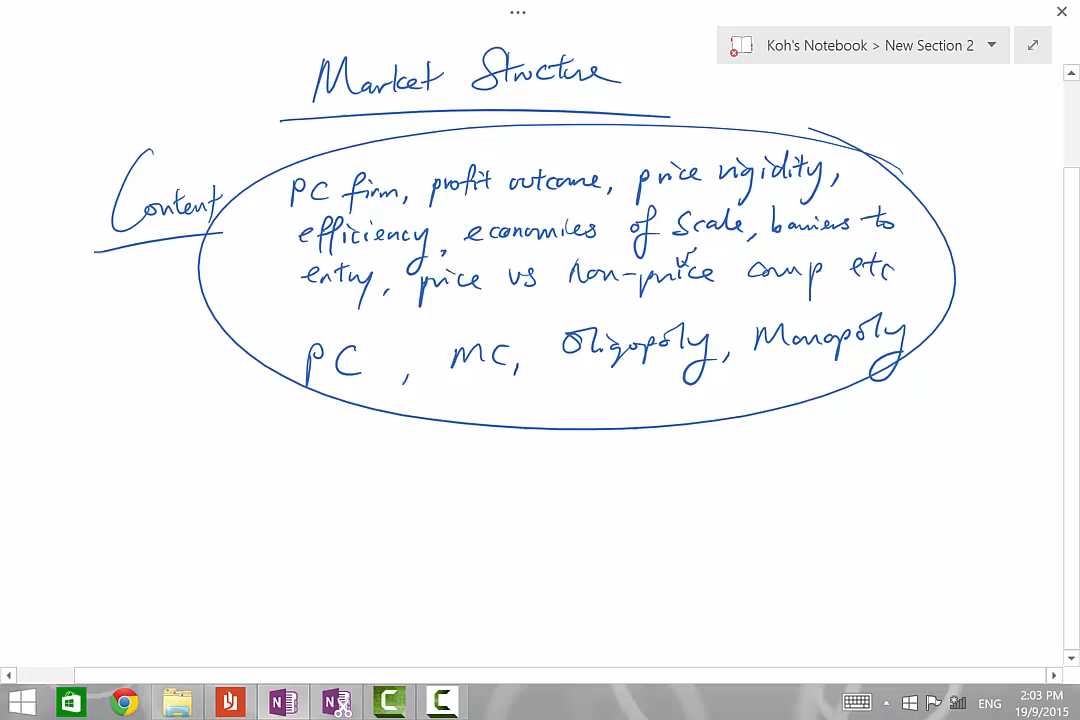 Koh's Notebook > New Section 2
Market Structure
Content
PC firm, profit outcome, price rigidity,
efficiency, economies of scale, barriers to
entry, price vs non-price comp etc
PC, MC, Oligopoly, Monopoly
ENG
2:03 PM
19/9/2015